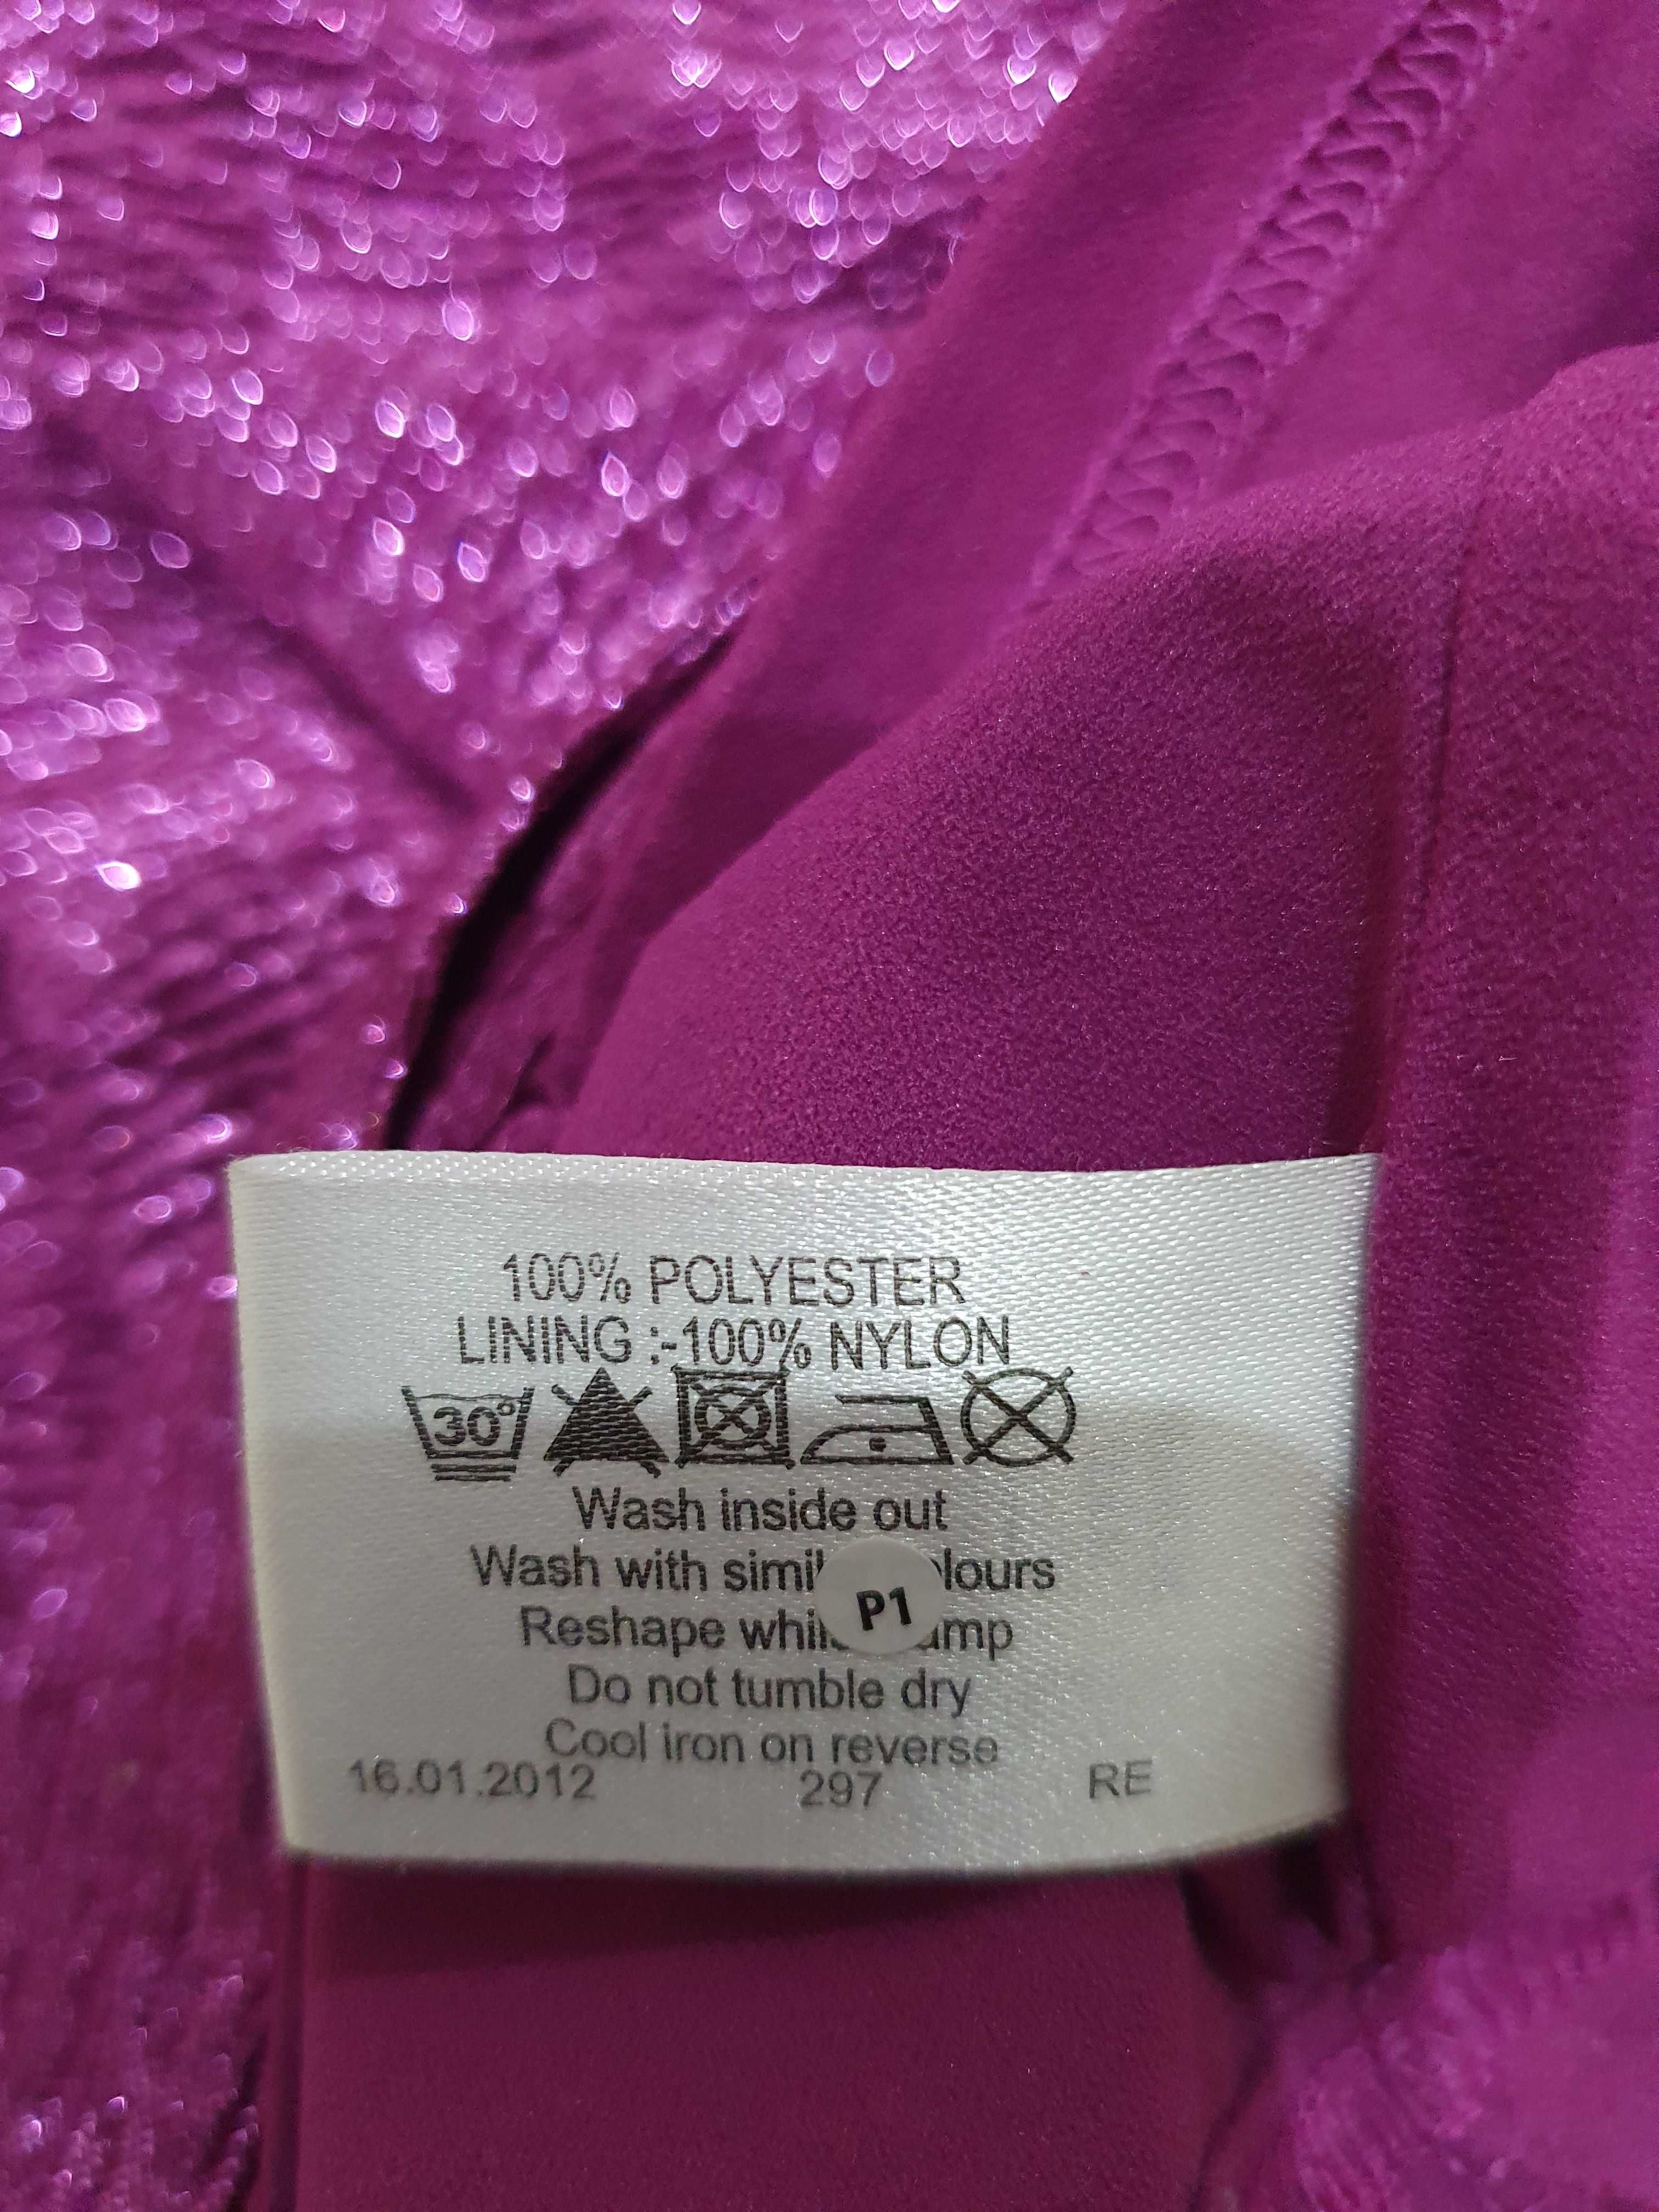 100% POLYESTER
LINING :-100% NYLON
30°
Wash inside out
Wash with simil lours
P1
Reshape whil amp
Do not tumble dry
Cool iron on reverse
16.01.2012 297 RE